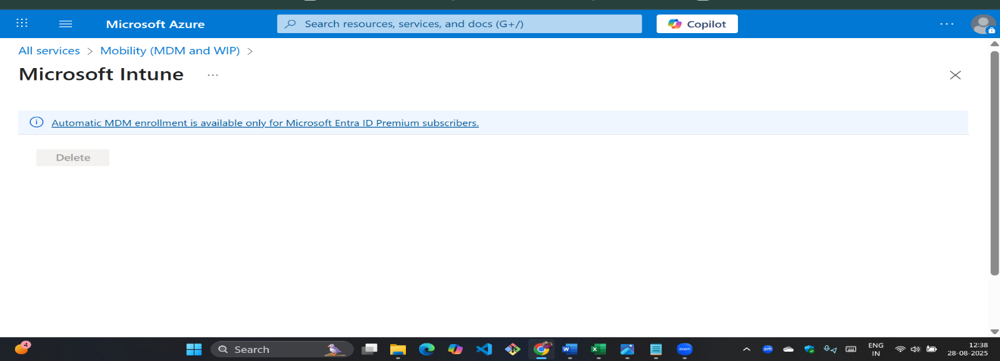 Microsoft Azure
Search resources, services, and docs (G+/)
Copilot
All services > Mobility (MDM and WIP) >
Microsoft Intune ...
Automatic MDM enrollment is available only for Microsoft Entra ID Premium subscribers.
Delete
4
Search
W
X
zoom
zm
ENG
IN
12:38
28-08-2025